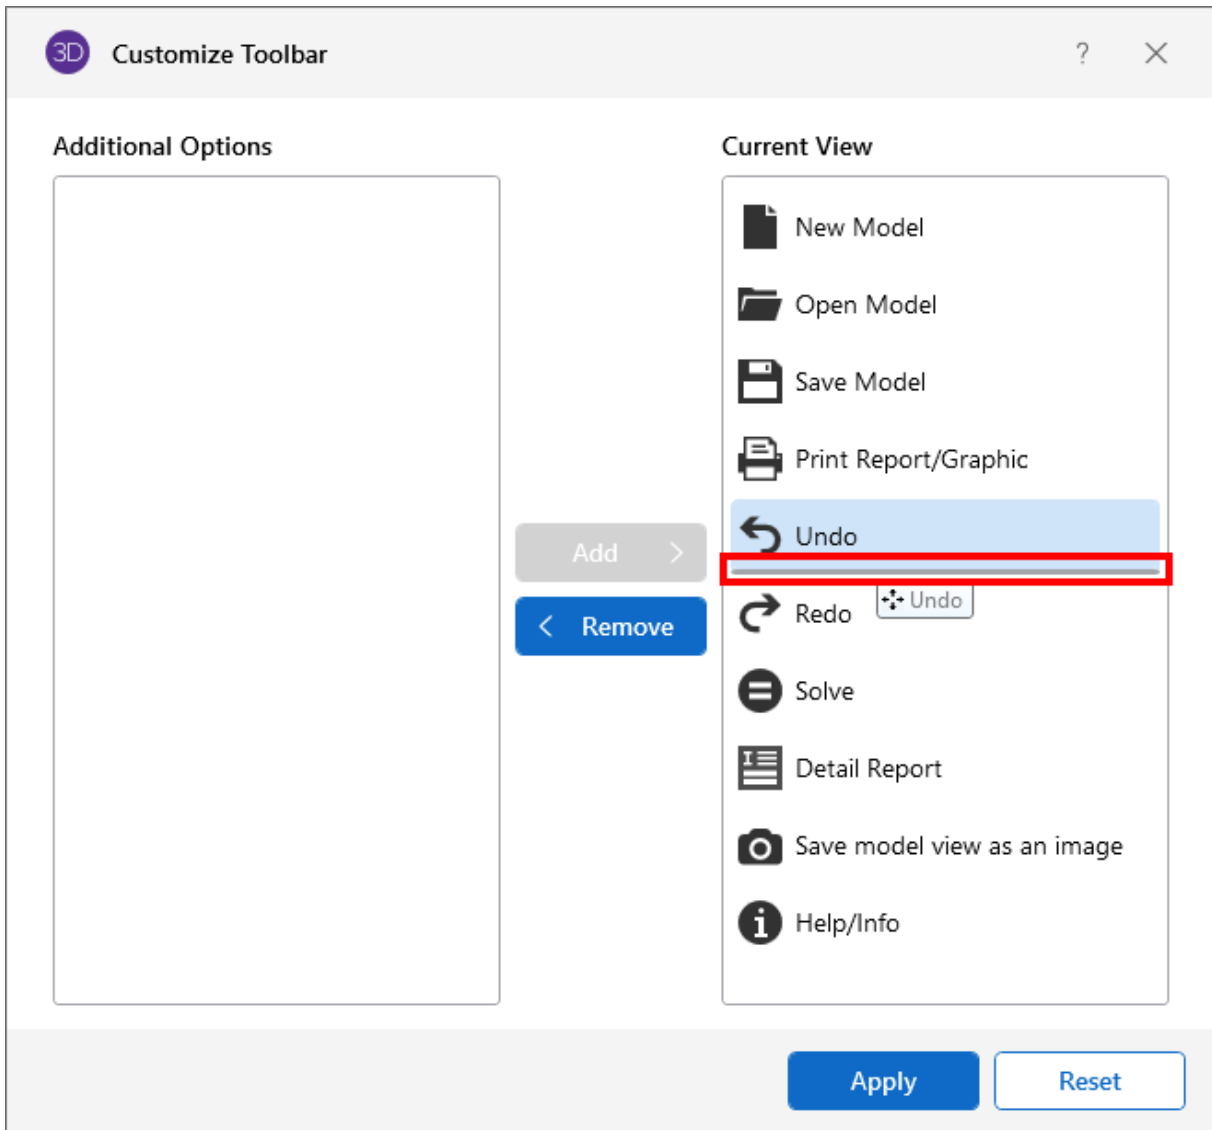 3D Customize Toolbar ?
Additional Options
Current View
New Model
Open Model
Save Model
Print Report/Graphic
Undo
Add
Undo
Redo
Remove
Solve
Detail Report
Save model view as an image
Help/Info
Apply
Reset